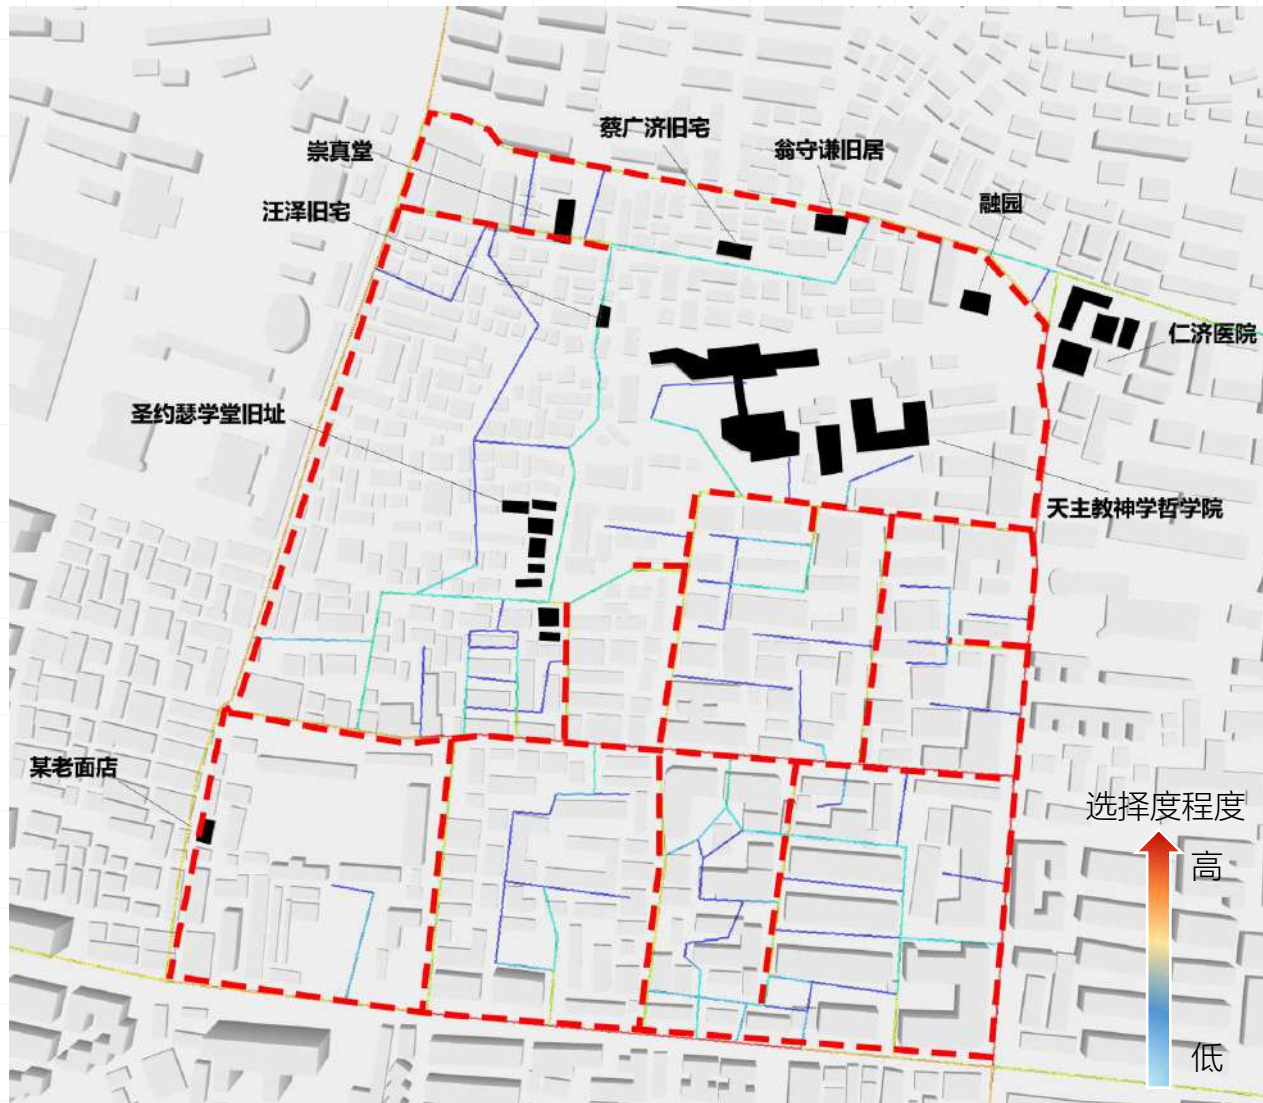 蔡广济旧宅
崇真堂
翁守谦旧居
融园
汪泽旧宅
仁济医院
圣约瑟学堂旧址
天主教神学哲学院
某老面店
选择度程度
高
低